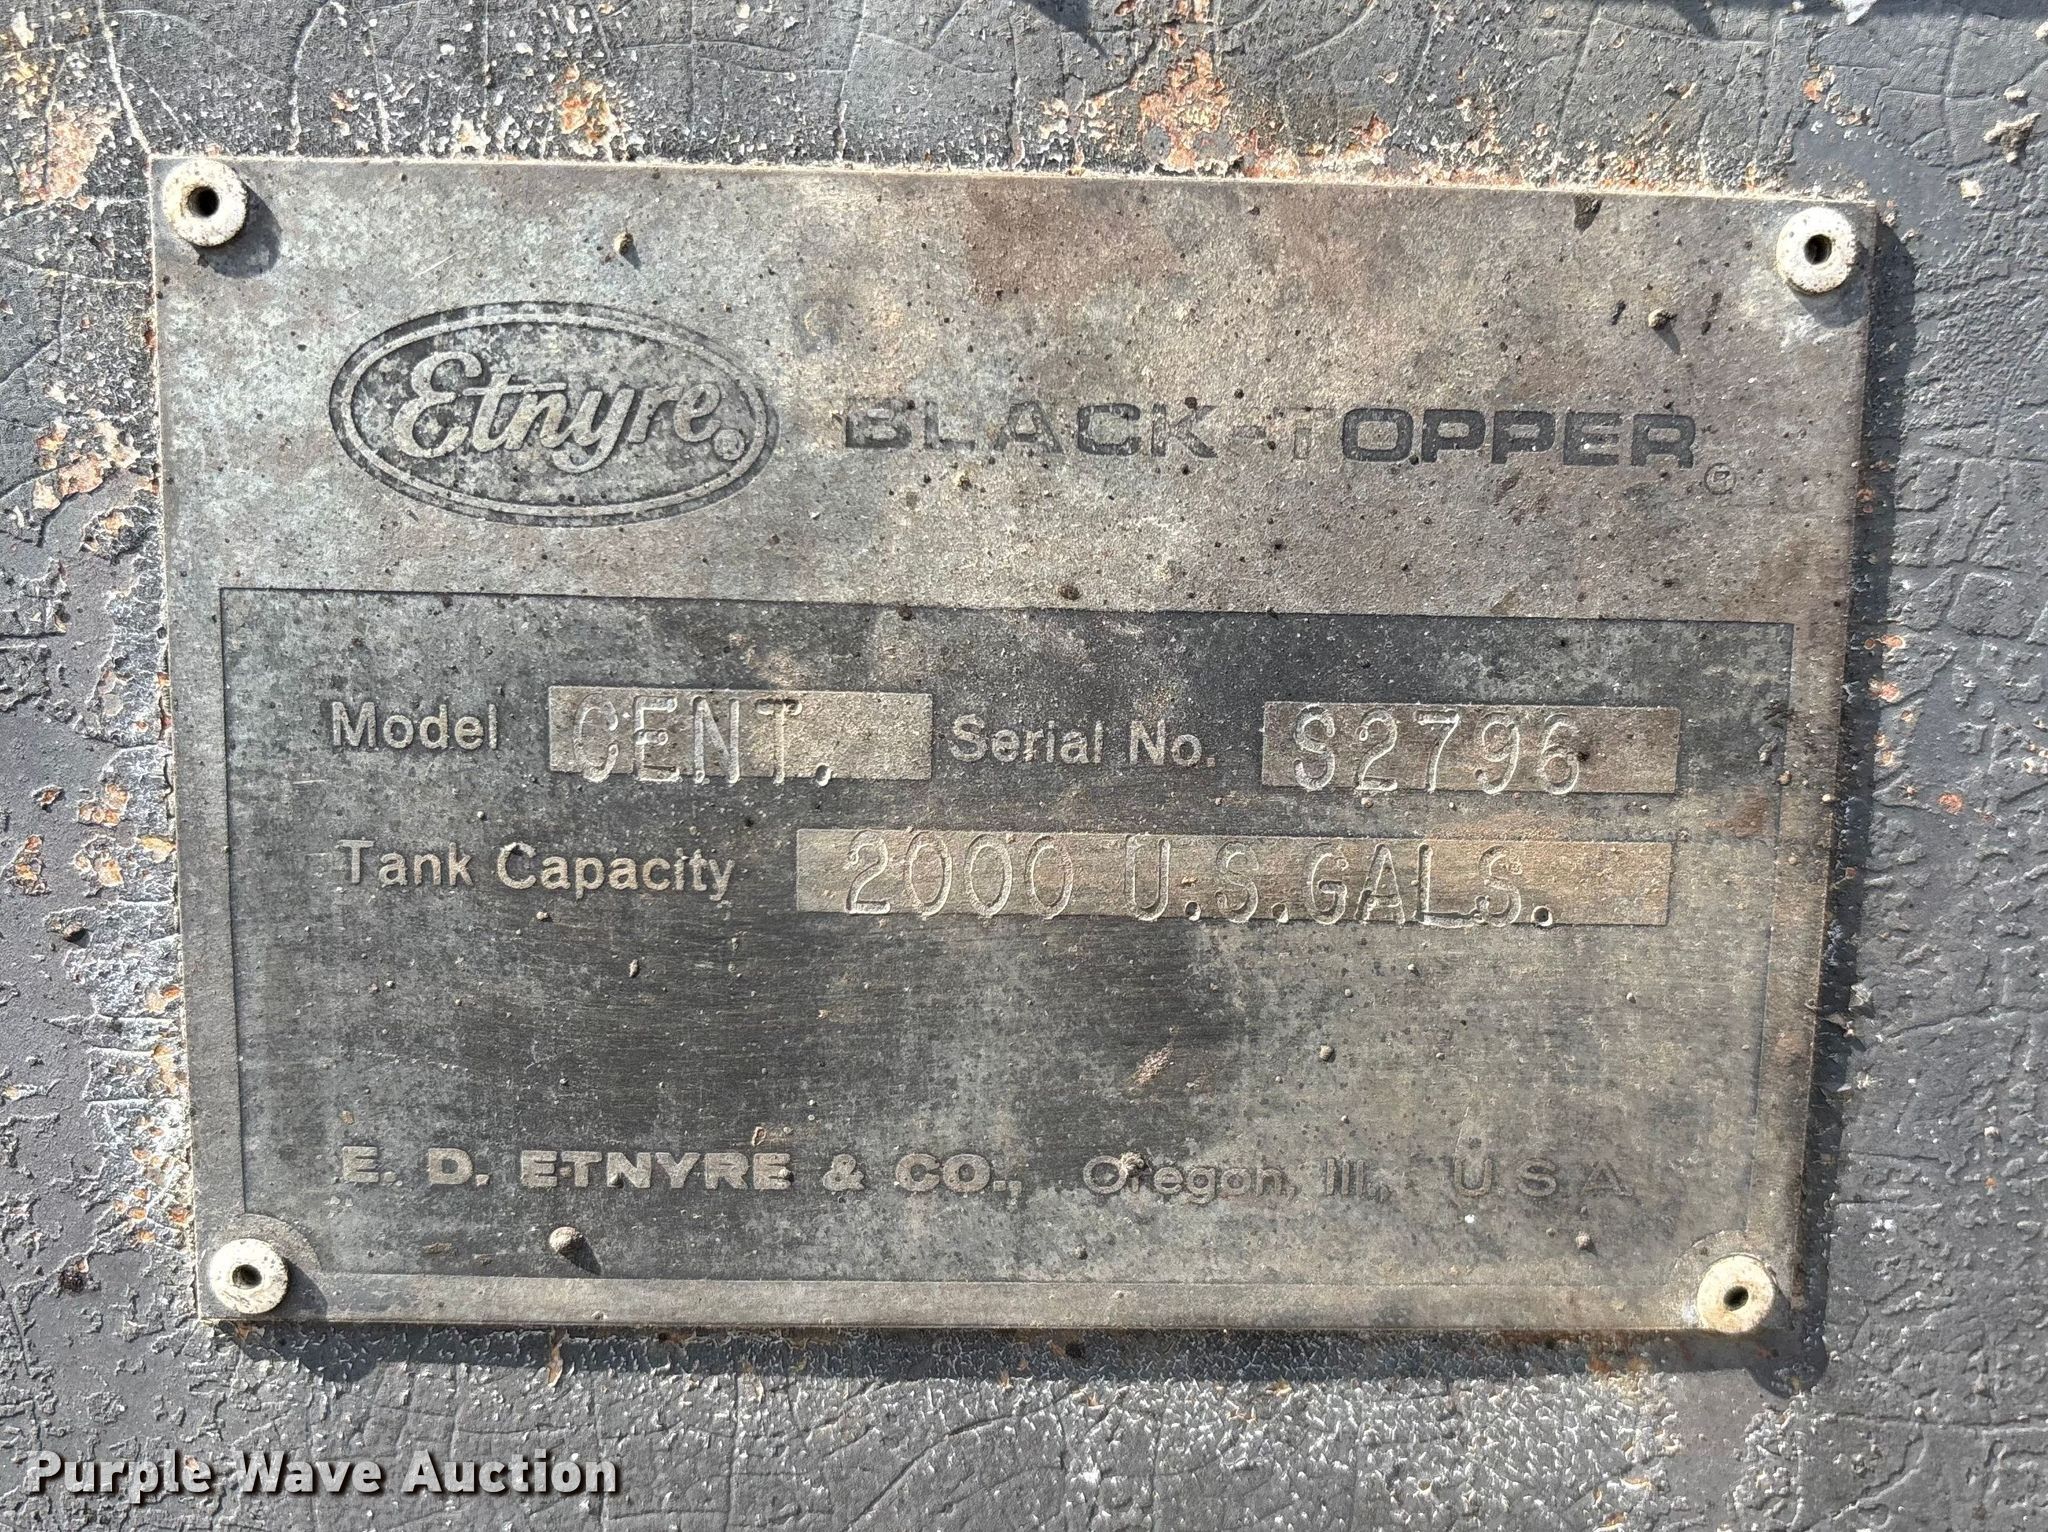 Etnyre® BLACK-TOPPER®
Model CENT. Serial No. S2796
Tank Capacity 2000 U.S.GALS.
E. D. ETNYRE & CO., Oregon, Ill., U.S.A.
Purple Wave Auction